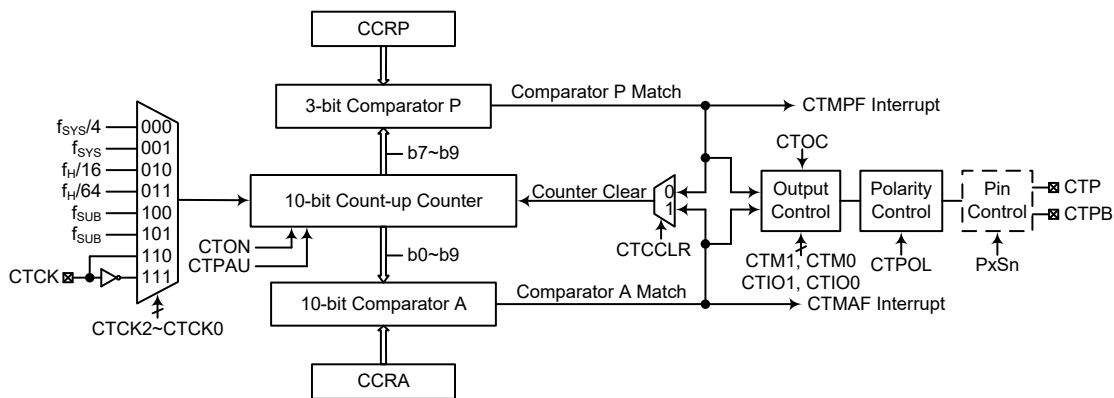 CCRP
3-bit Comparator P
Comparator P Match
CTMPF Interrupt
fSYS/4
000
fSYS
001
fH/16
010
fH/64
011
fSUB
100
fSUB
101
110
CTCK
111
CTCK2~CTCK0
b7~b9
10-bit Count-up Counter
Counter Clear
0
1
CTCCLR
CTON
CTPAU
b0~b9
CTOC
Output
Control
CTM1, CTM0
CTIO1, CTIO0
Polarity
Control
CTPOL
Pin
Control
PxSn
CTP
CTPB
10-bit Comparator A
Comparator A Match
CTMAF Interrupt
CCRA